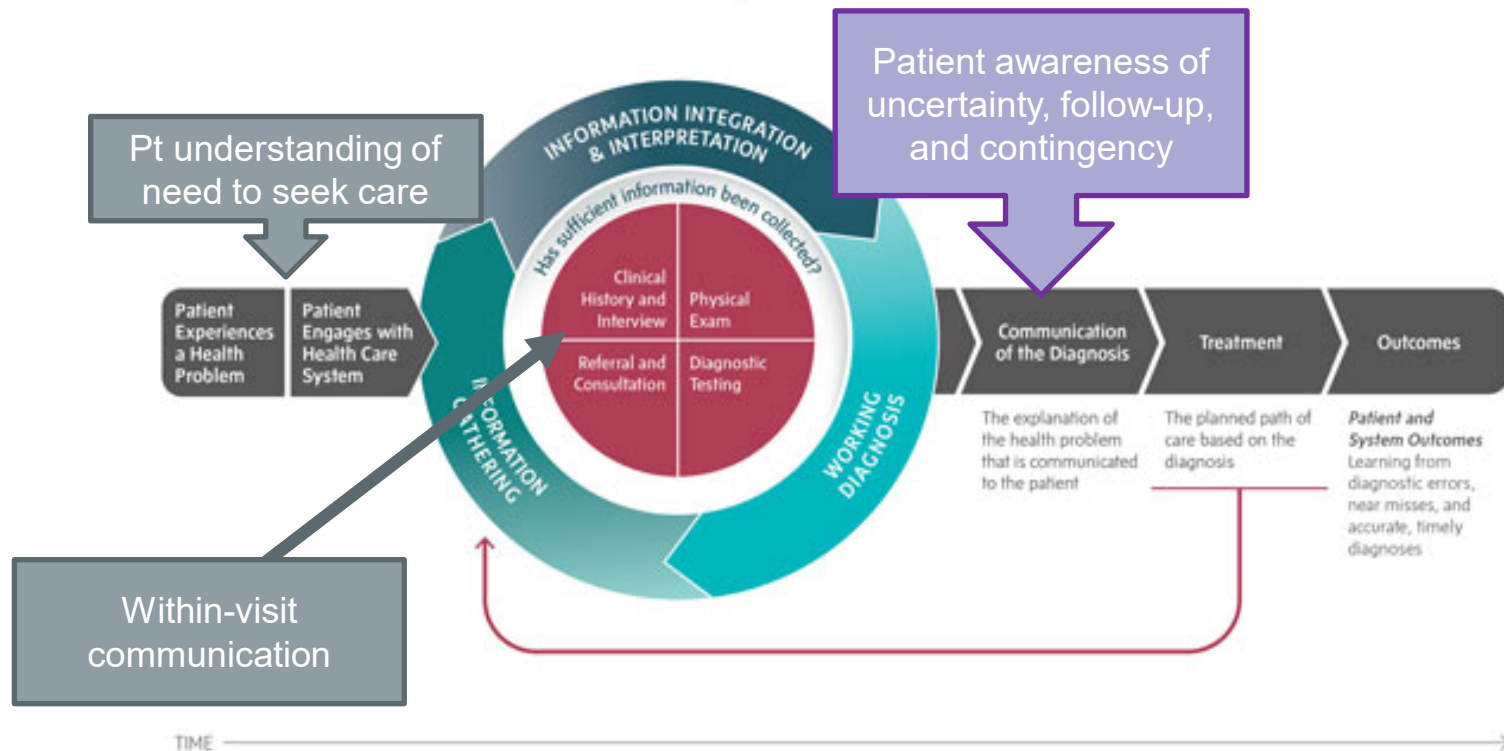 Patient awareness of
uncertainty, follow-up,
and contingency
Pt understanding of
need to seek care
INFORMATION INTEGRATION
& INTERPRETATION
Has sufficient information been collected?
Clinical
History and
Interview
Physical
Exam
Referral and
Consultation
Diagnostic
Testing
INFORMATION
GATHERING
WORKING
DIAGNOSIS
Patient
Experiences
a Health
Problem
Patient
Engages with
Health Care
System
Communication
of the Diagnosis
Treatment
Outcomes
The explanation of
the health problem
that is communicated
to the patient
The planned path of
care based on the
diagnosis
Patient and
System Outcomes
Learning from
diagnostic errors,
near misses, and
accurate, timely
diagnoses
Within-visit
communication
TIME